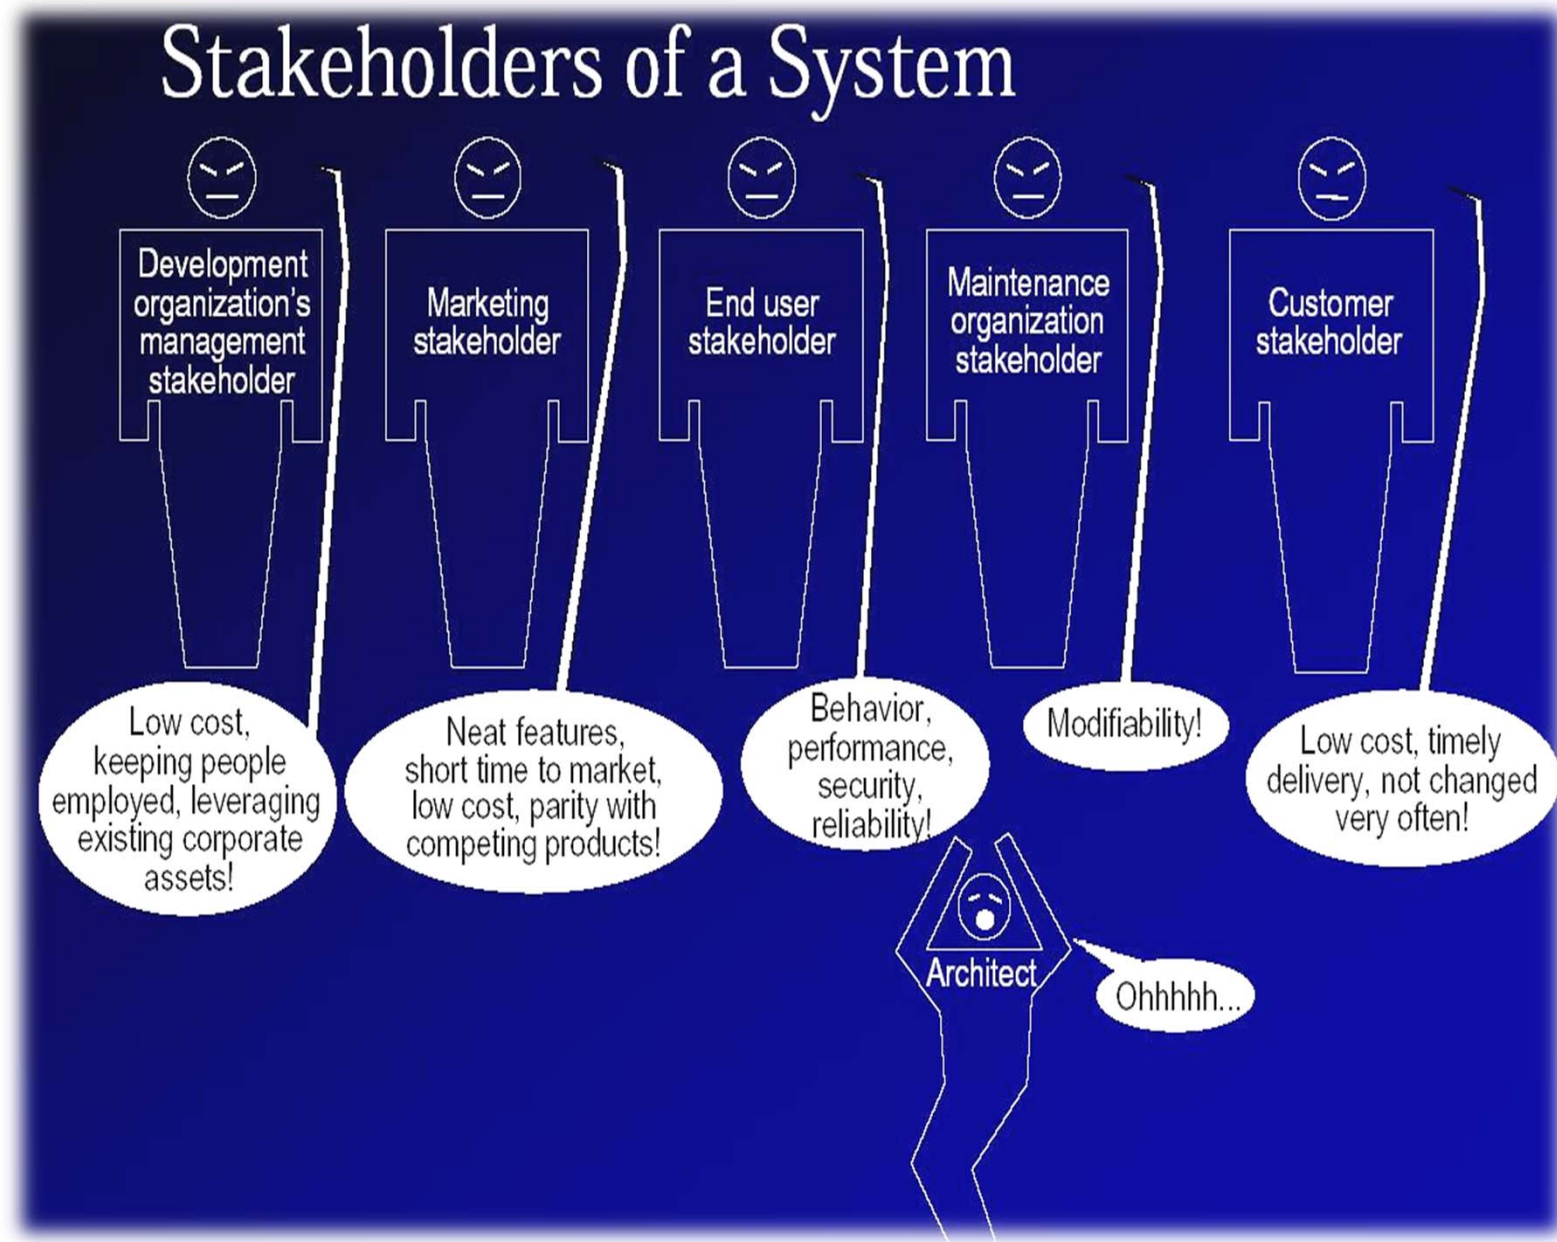 Stakeholders of a System
Development
organization's
management
stakeholder
Marketing
stakeholder
End user
stakeholder
Maintenance
organization
stakeholder
Customer
stakeholder
Low cost,
keeping people
employed, leveraging
existing corporate
assets!
Neat features,
short time to market,
low cost, parity with
competing products!
Behavior,
performance,
security,
reliability!
Modifiability!
Low cost, timely
delivery, not changed
very often!
Architect
Ohhhhh...